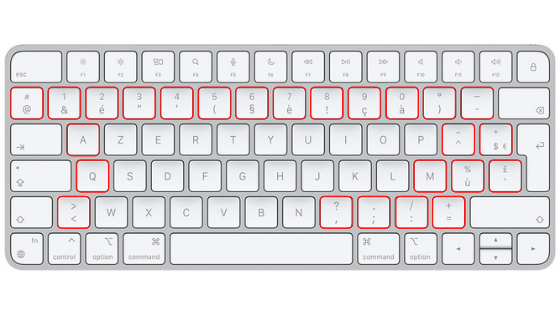 esc F1 F2 F3 F4 F5 F6 F7 F8 F9 F10 F11 F12
# 1 2 3 4 5 6 7 8 9 0 ° _
@ & é " ' ( § è ! ç à ) -
¨ *
A Z E R T Y U I O P ^ $ €
% £
Q S D F G H J K L M ù `
> ? . / +
< W X C V B N , ; : =
fn ^ ⌥ ⌘ ⌘ ⌥
control option command command option